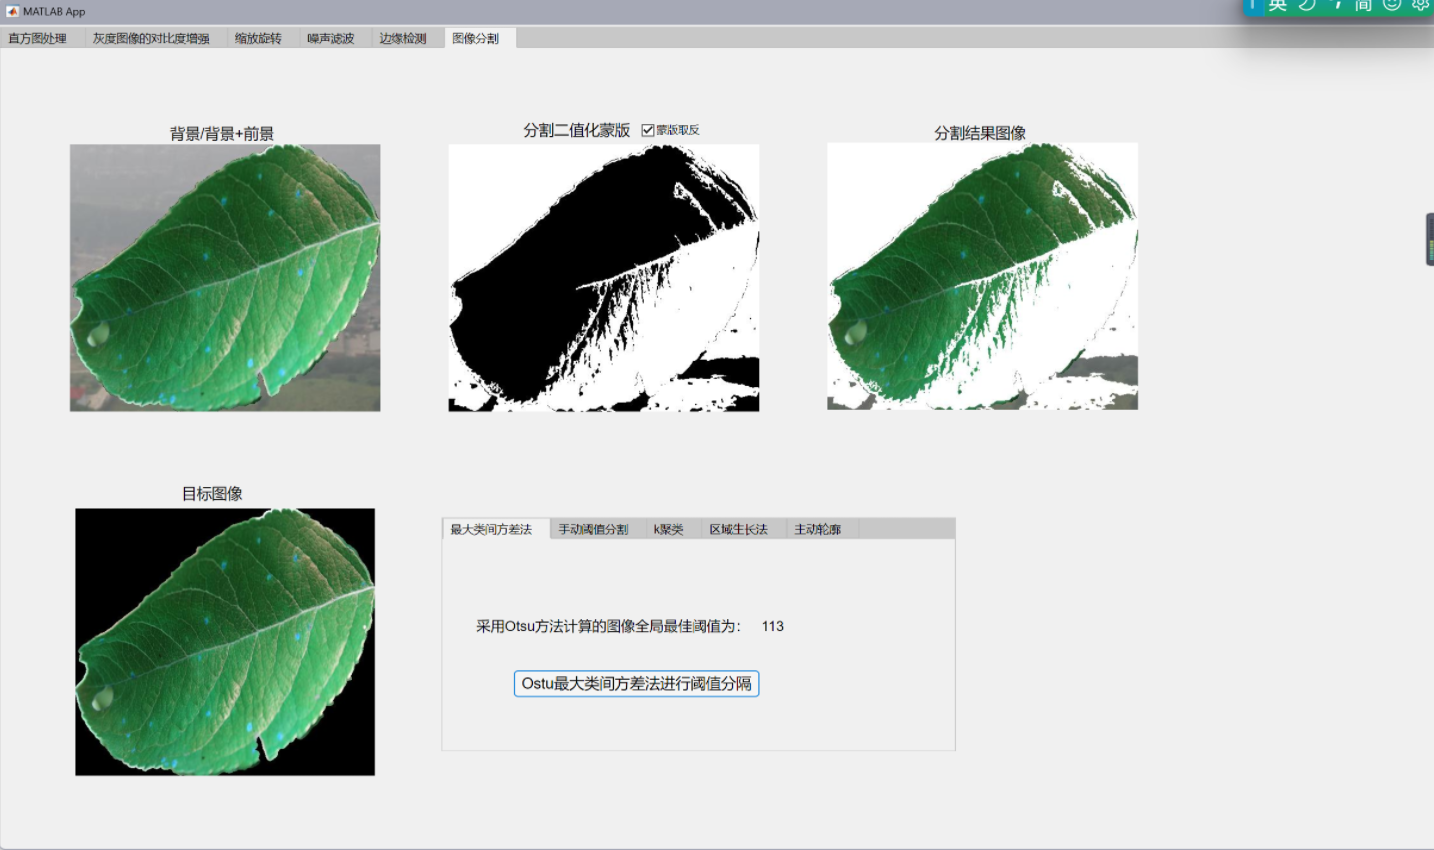 MATLAB App
英 简
直方图处理 灰度图像的对比度增强 缩放旋转 噪声滤波 边缘检测 图像分割
背景/背景+前景 分割二值化蒙版 蒙版取反 分割结果图像
目标图像
最大类间方差法 手动阈值分割 k聚类 区域生长法 主动轮廓
采用Otsu方法计算的图像全局最佳阈值为： 113
Ostu最大类间方差法进行阈值分隔